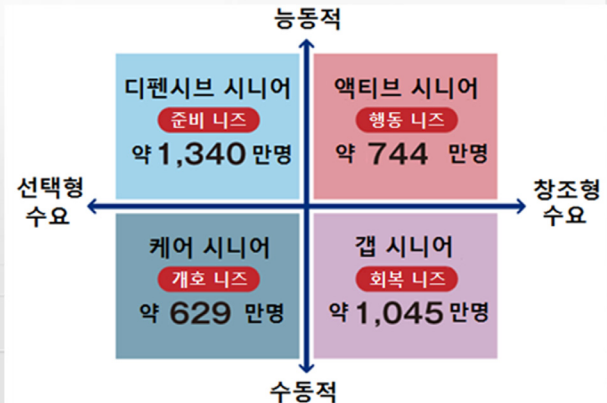 능동적
디펜시브 시니어
준비 니즈
약 1,340 만명
액티브 시니어
행동 니즈
약 744 만명
선택형
수요
창조형
수요
케어 시니어
개호 니즈
약 629 만명
갭 시니어
회복 니즈
약 1,045 만명
수동적